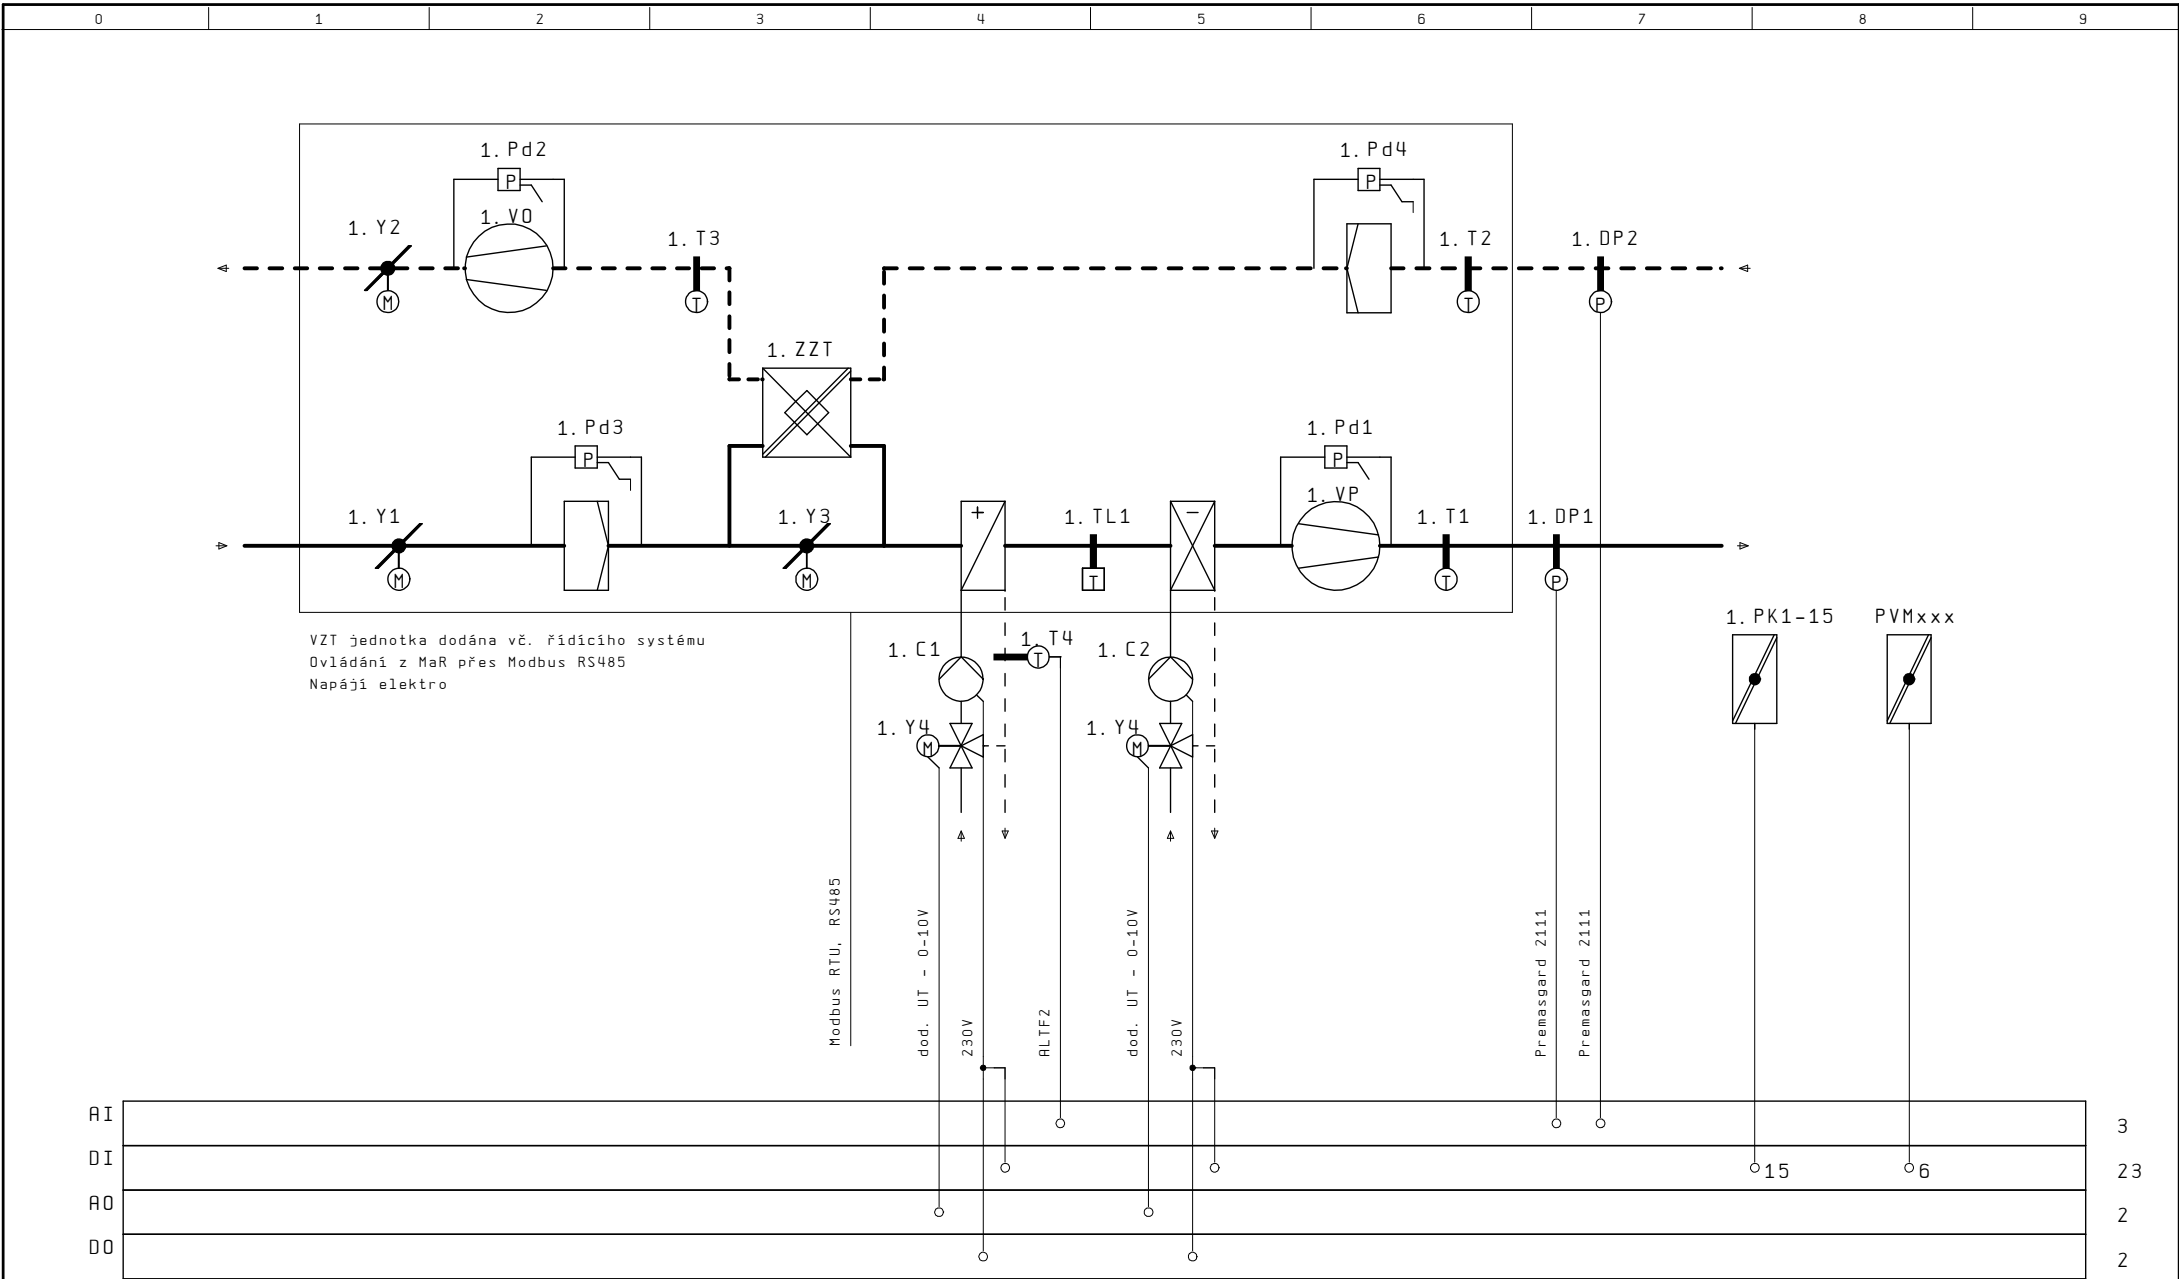 0 1 2 3 4 5 6 7 8 9
1. Pd2
1. Pd4
P
P
1. VO
1. Y2
1. T3
1. T2
1. DP2
M
T
T
P
1. ZZT
1. Pd3
1. Pd1
P
P
1. VP
1. Y1
1. Y3
+
1. TL1
-
1. T1
1. DP1
M
M
T
T
P
VZT jednotka dodána vč. řídícího systému
Ovládání z MaR přes Modbus RS485
Napájí elektro
1. C1
1. T4
T
1. C2
1. PK1-15
PVMxxx
1. Y4
M
1. Y4
M
Modbus RTU, RS485
dod. UT - 0-10V
230V
ALTF2
dod. UT - 0-10V
230V
Premasgard 2111
Premasgard 2111
AI 3
DI 15 6 23
AO 2
DO 2